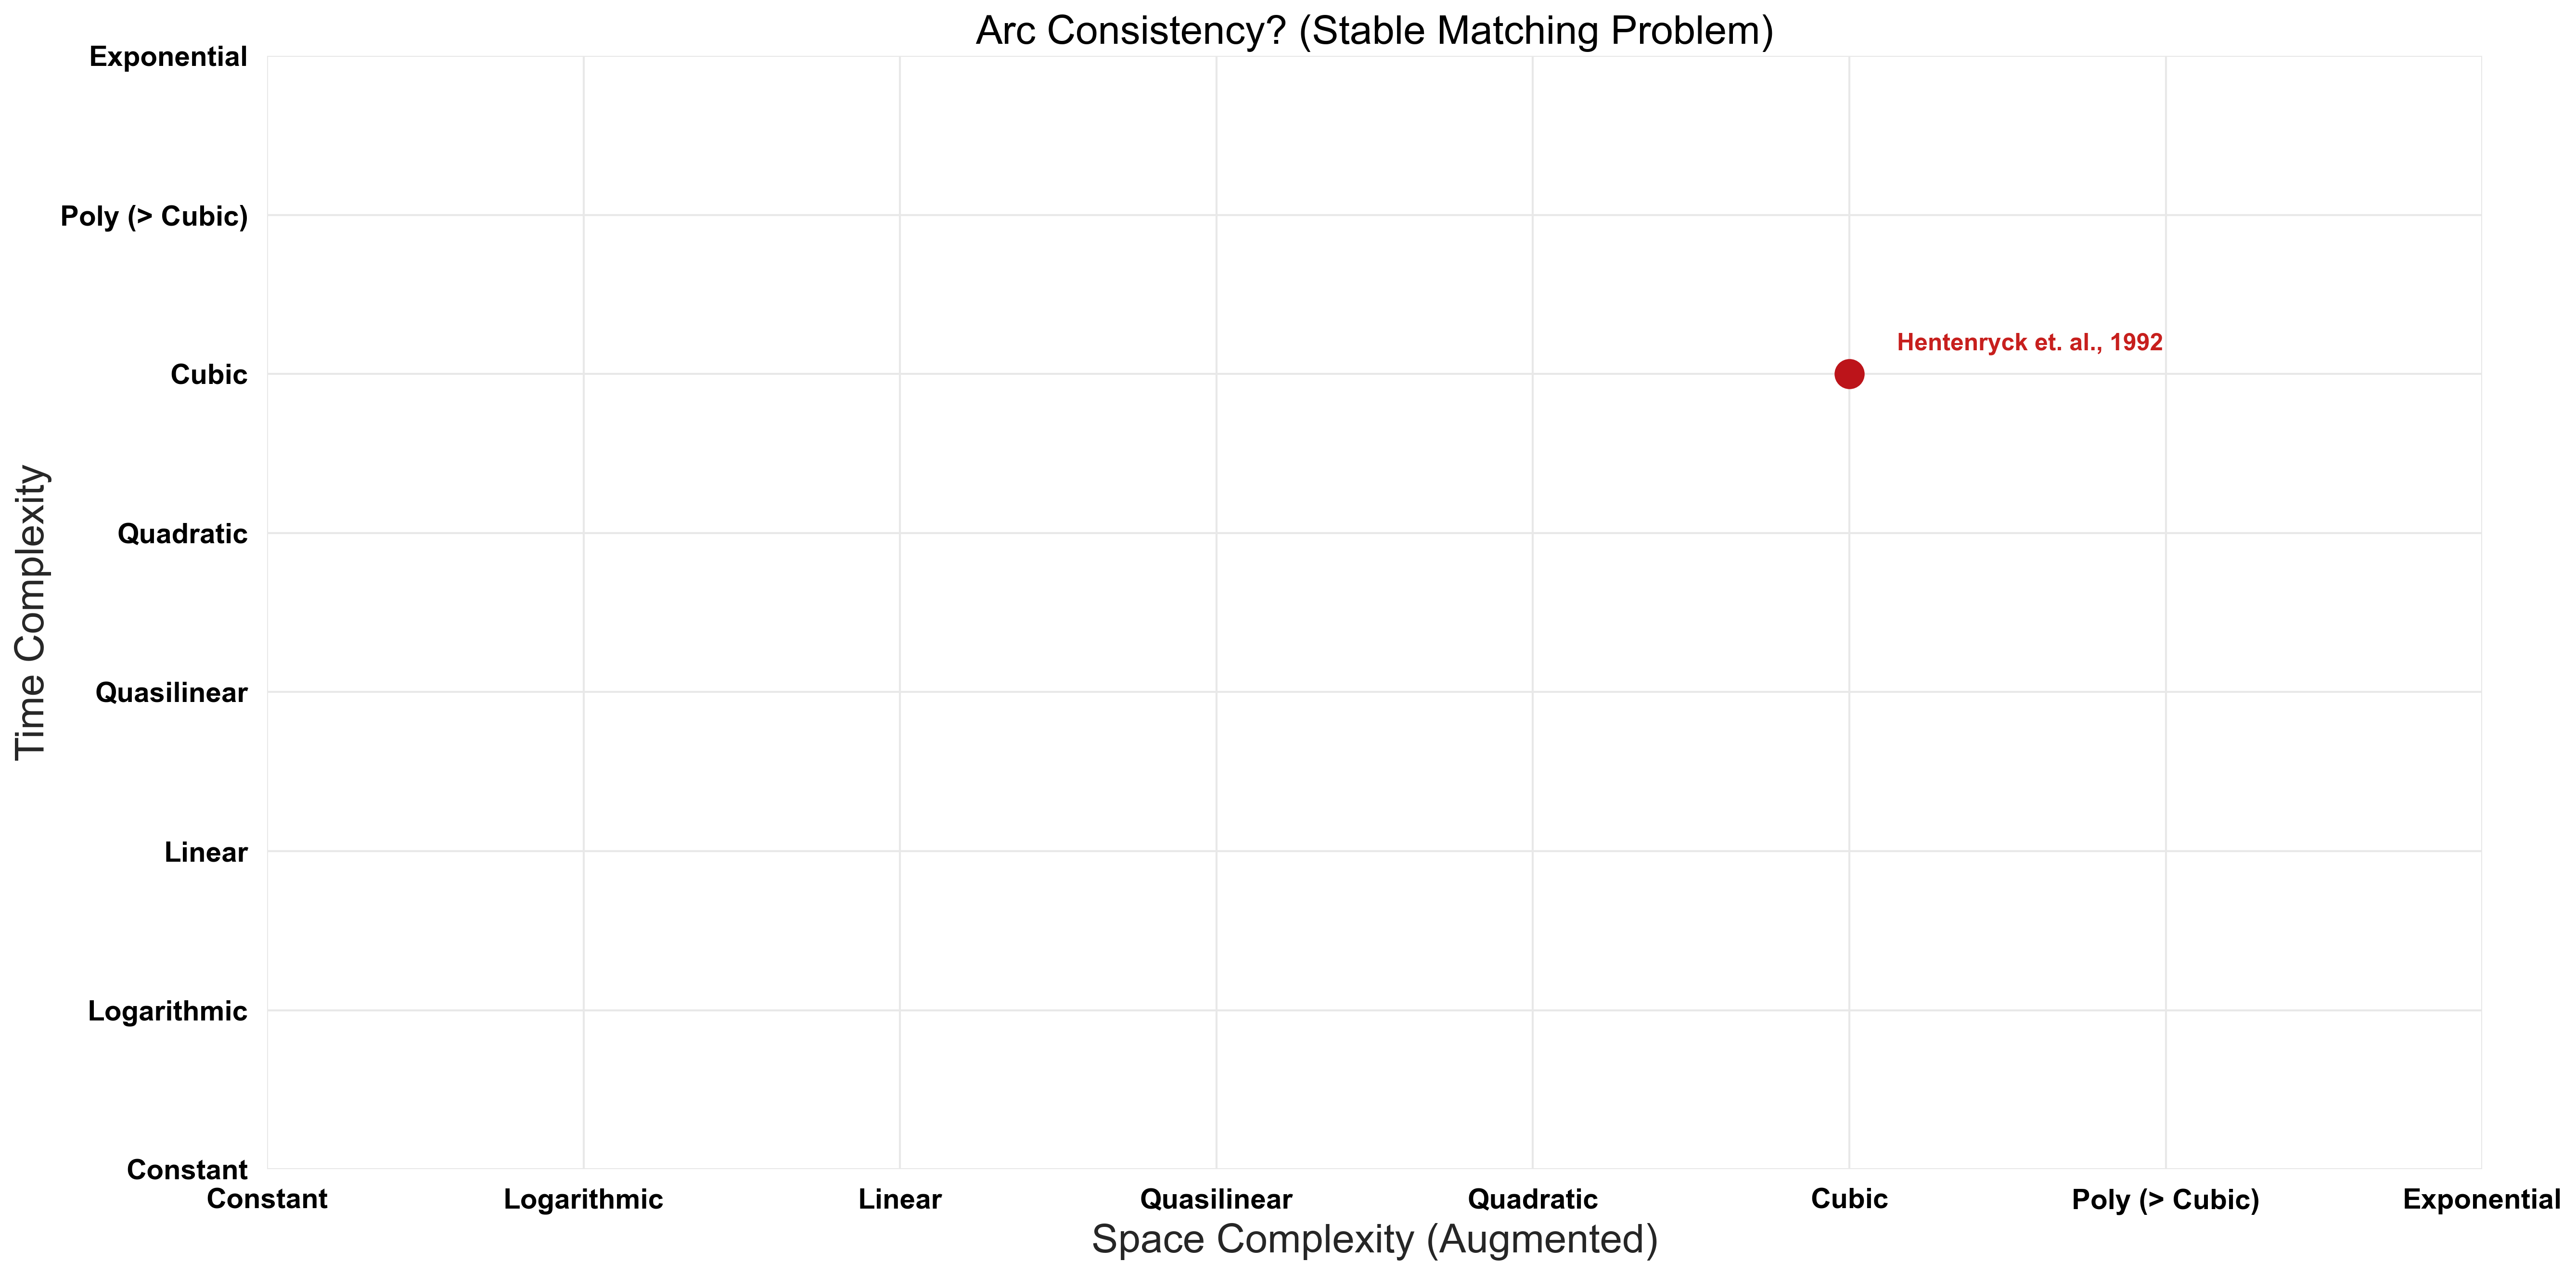 Arc Consistency? (Stable Matching Problem)
Exponential
Poly (> Cubic)
Cubic
Quadratic
Quasilinear
Linear
Logarithmic
Constant
Time Complexity
Hentenryck et. al., 1992
Constant
Logarithmic
Linear
Quasilinear
Quadratic
Cubic
Poly (> Cubic)
Exponential
Space Complexity (Augmented)